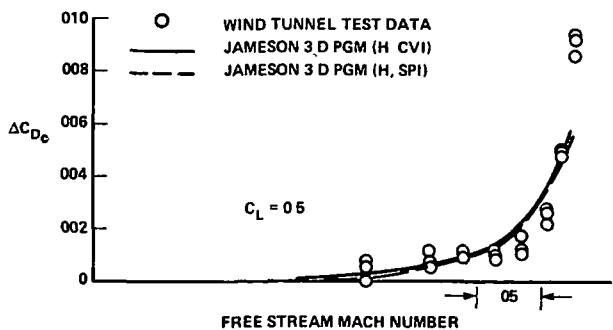 010
WIND TUNNEL TEST DATA
JAMESON 3 D PGM (H CVI)
008
JAMESON 3 D PGM (H, SPI)
006
ΔC_Dc
004
C_L = 0 5
002
0
05
FREE STREAM MACH NUMBER